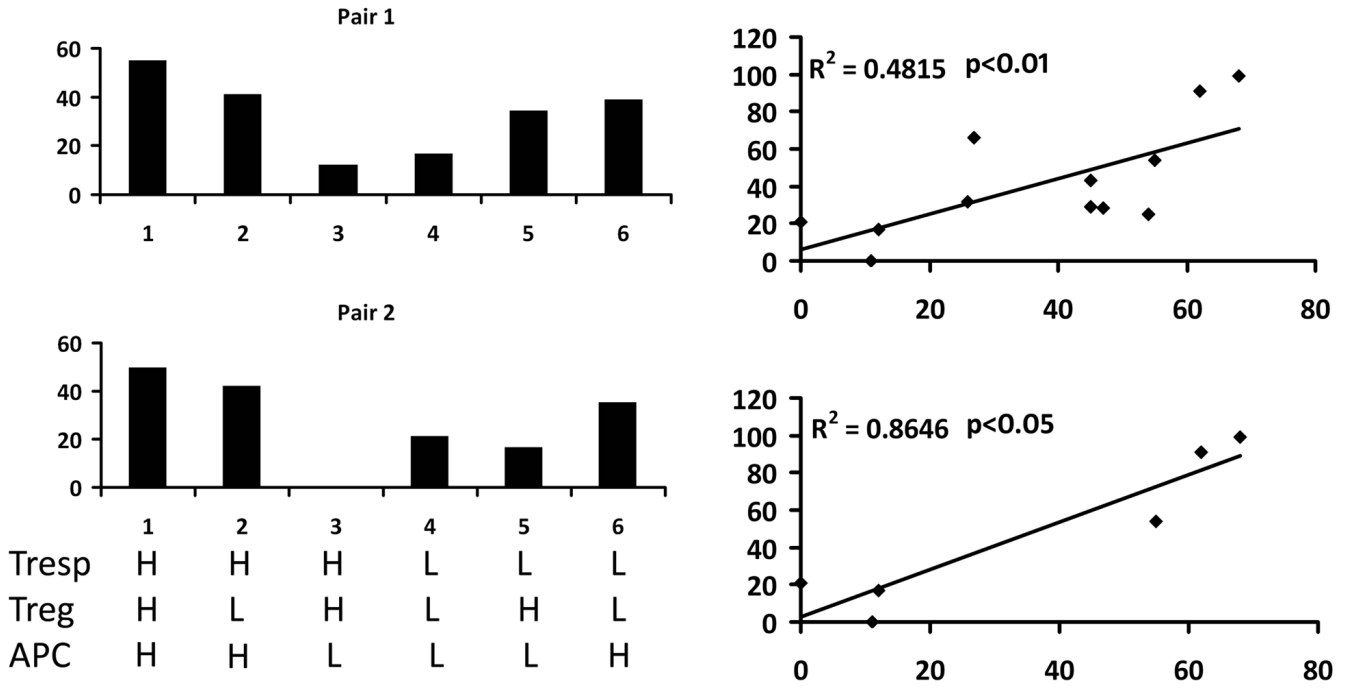 Pair 1
60
40
20
0
1 2 3 4 5 6
Pair 2
60
40
20
0
1 2 3 4 5 6
Tresp H H H L L L
Treg H L H L H L
APC H H L L L H
120
100
80
60
40
20
0
R² = 0.4815 p<0.01
0 20 40 60 80
120
100
80
60
40
20
0
R² = 0.8646 p<0.05
0 20 40 60 80